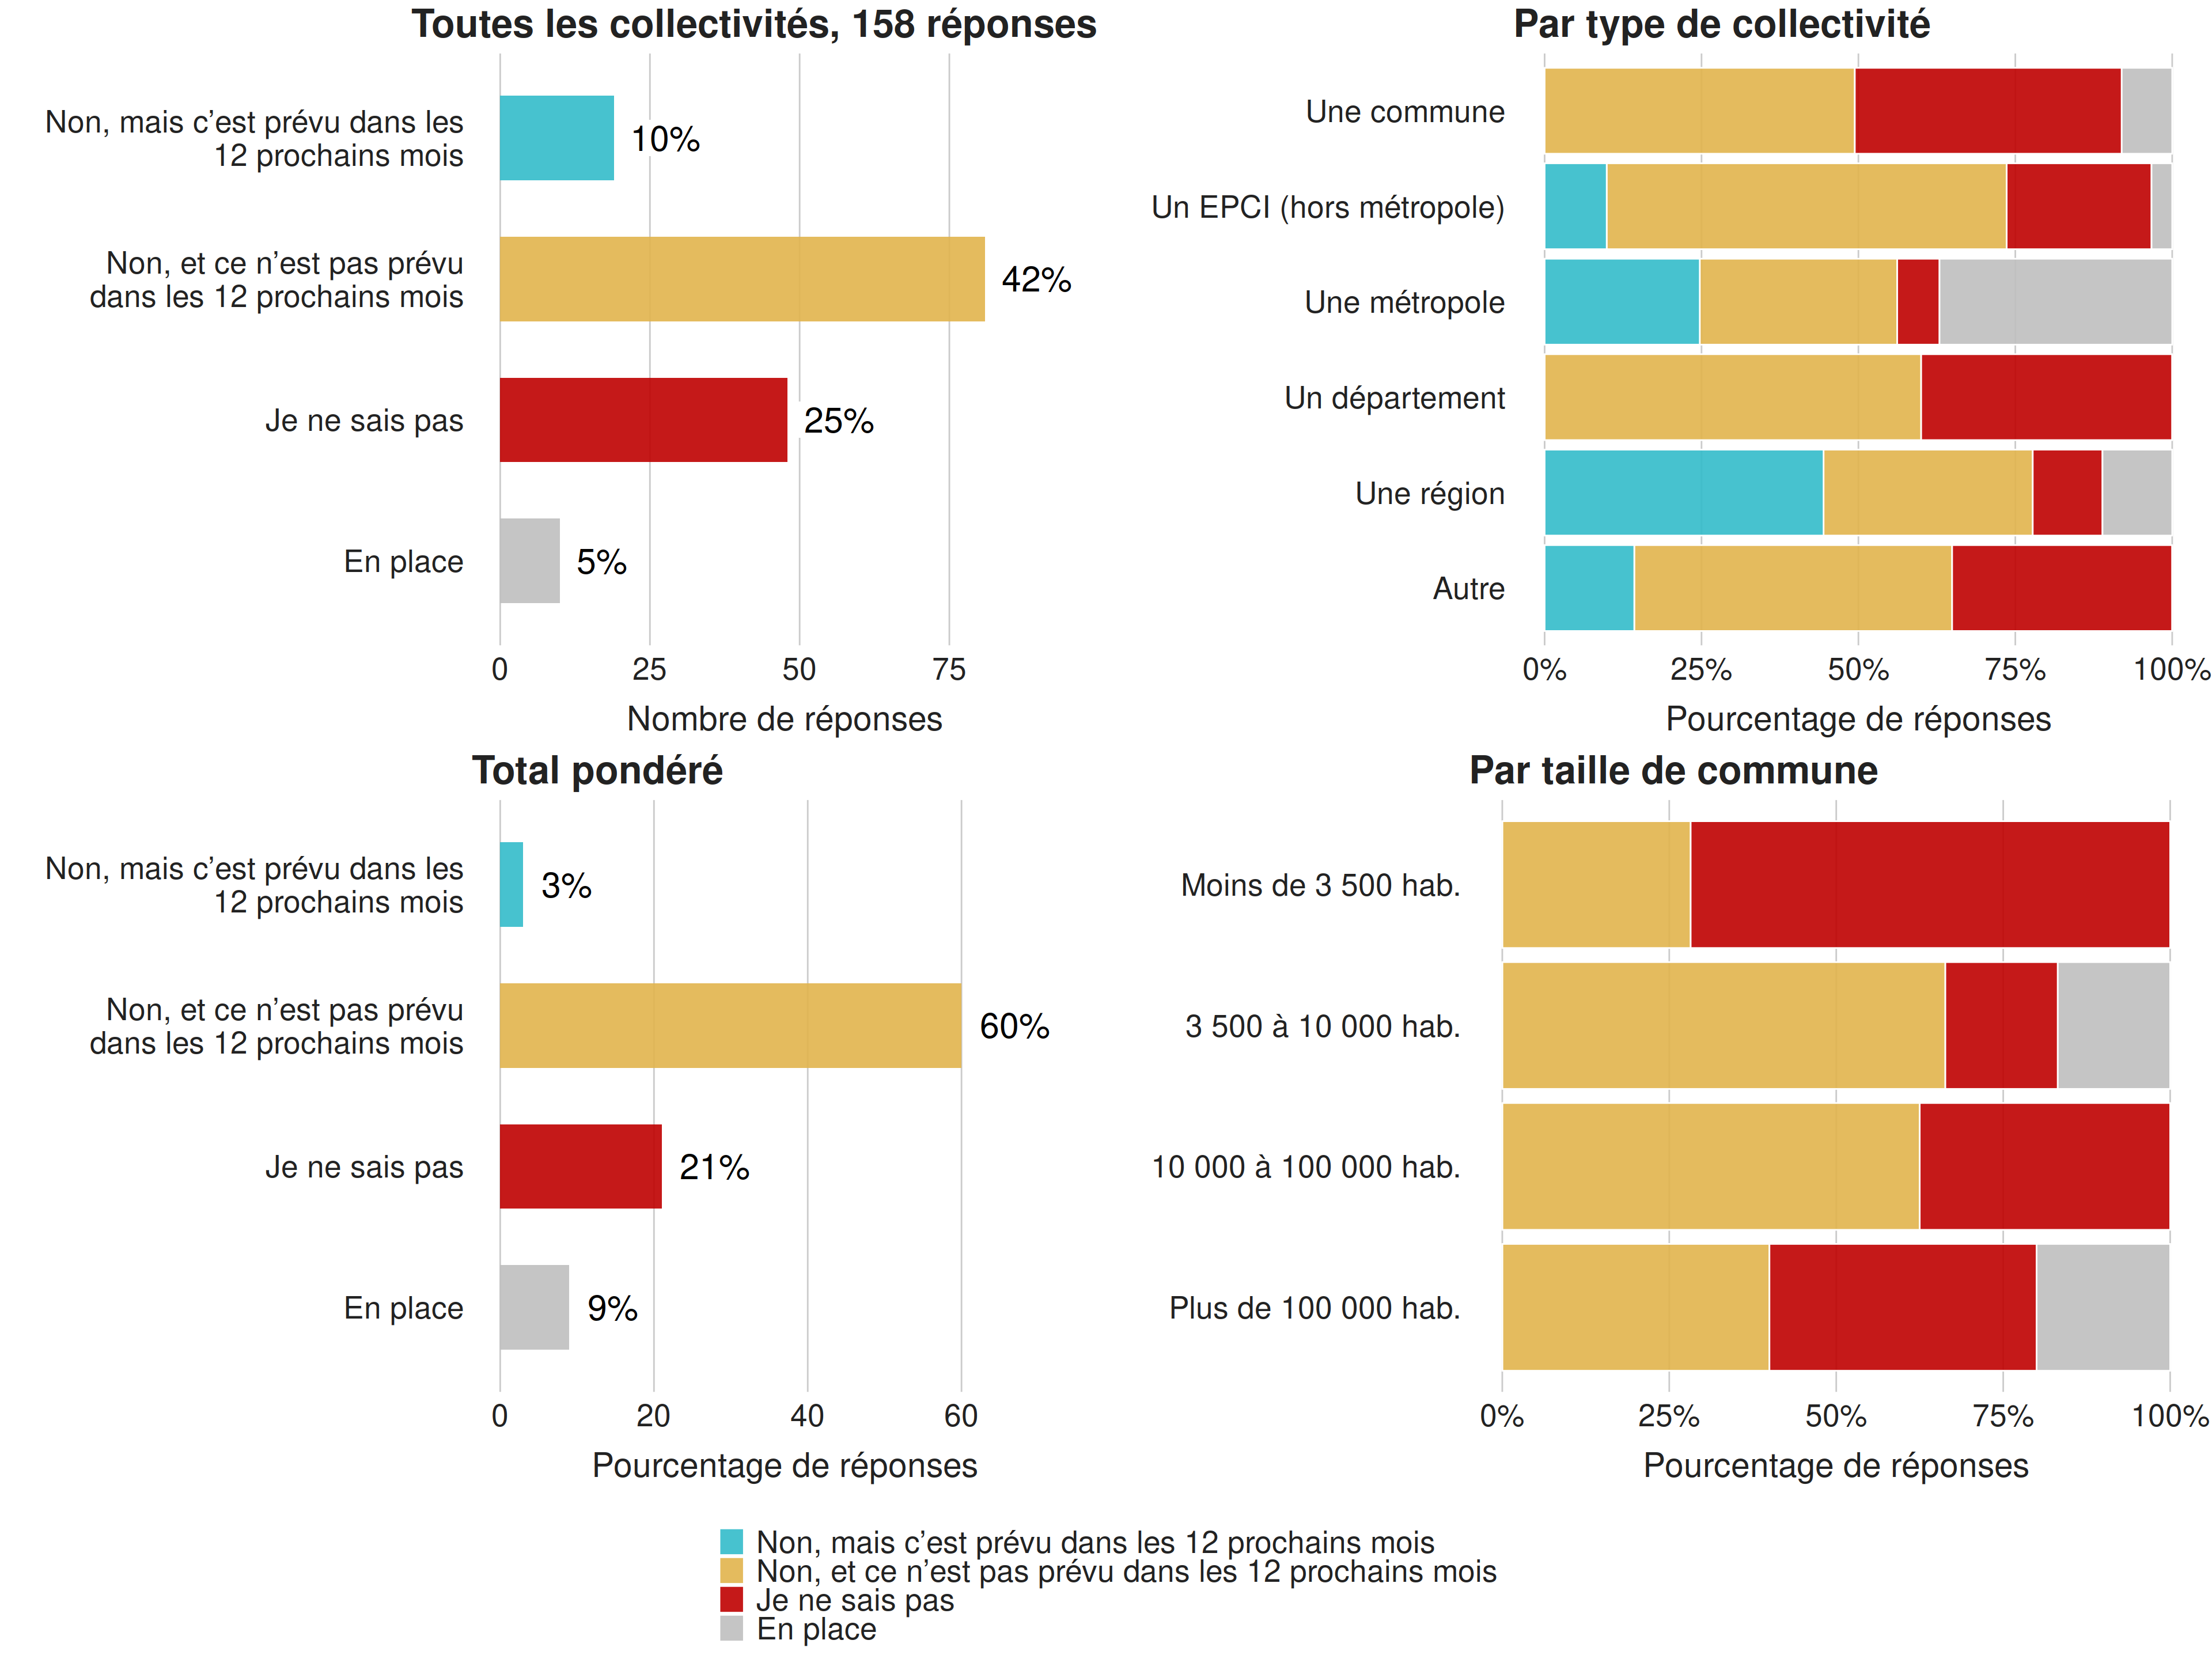 Toutes les collectivités, 158 réponses
Non, mais c’est prévu dans les
12 prochains mois
10%
Non, et ce n’est pas prévu
dans les 12 prochains mois
42%
Je ne sais pas
25%
En place
5%
0 25 50 75
Nombre de réponses
Par type de collectivité
Une commune
Un EPCI (hors métropole)
Une métropole
Un département
Une région
Autre
0% 25% 50% 75% 100%
Pourcentage de réponses
Total pondéré
Non, mais c’est prévu dans les
12 prochains mois
3%
Non, et ce n’est pas prévu
dans les 12 prochains mois
60%
Je ne sais pas
21%
En place
9%
0 20 40 60
Pourcentage de réponses
Par taille de commune
Moins de 3 500 hab.
3 500 à 10 000 hab.
10 000 à 100 000 hab.
Plus de 100 000 hab.
0% 25% 50% 75% 100%
Pourcentage de réponses
Non, mais c’est prévu dans les 12 prochains mois
Non, et ce n’est pas prévu dans les 12 prochains mois
Je ne sais pas
En place